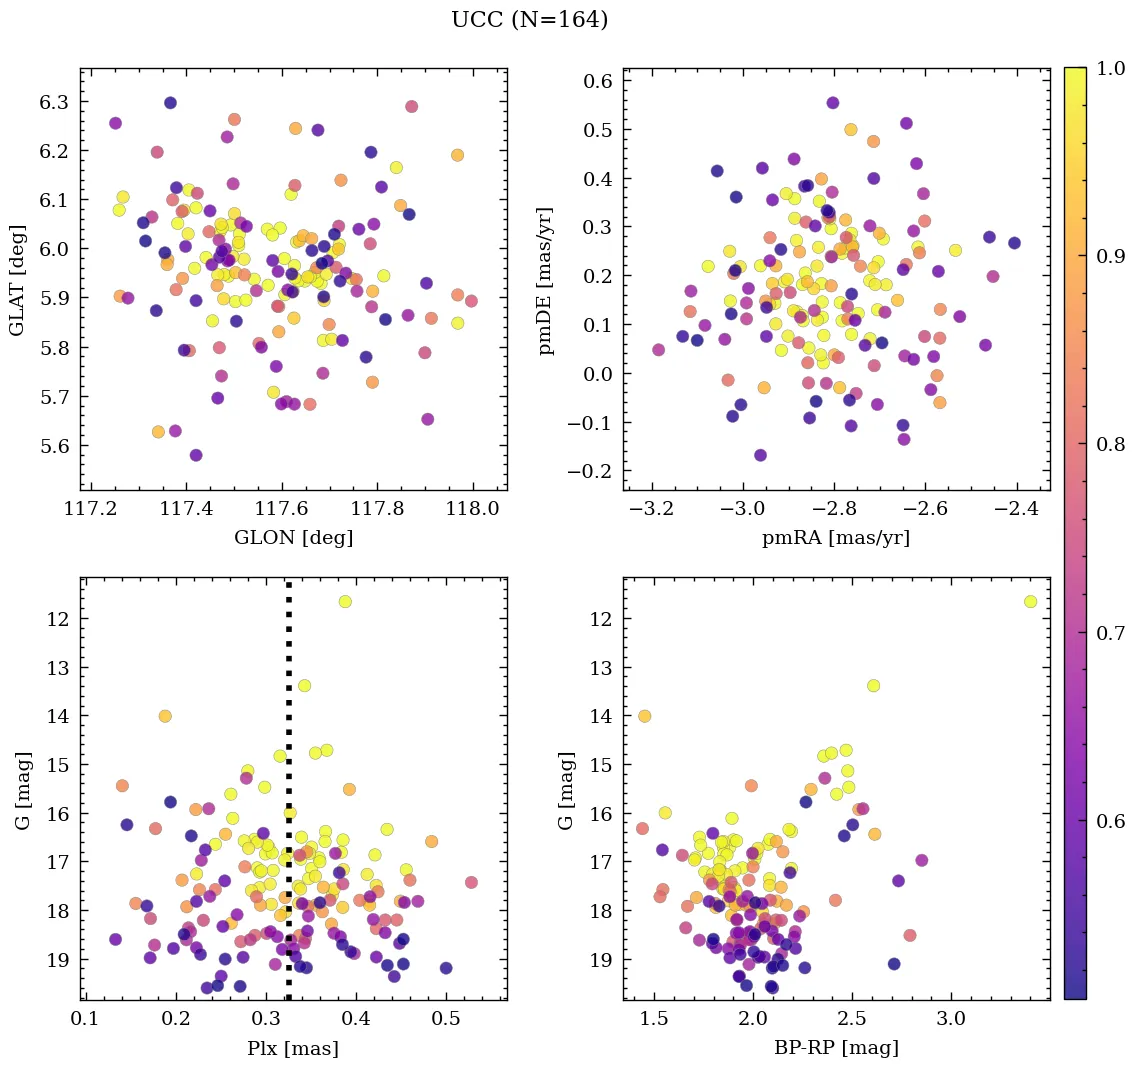 UCC (N=164)
6.3
6.2
6.1
6.0
5.9
5.8
5.7
5.6
GLAT [deg]
117.2 117.4 117.6 117.8 118.0
GLON [deg]
0.6
0.5
0.4
0.3
0.2
0.1
0.0
−0.1
−0.2
pmDE [mas/yr]
−3.2 −3.0 −2.8 −2.6 −2.4
pmRA [mas/yr]
12
13
14
15
16
17
18
19
G [mag]
0.1 0.2 0.3 0.4 0.5
Plx [mas]
12
13
14
15
16
17
18
19
G [mag]
1.5 2.0 2.5 3.0
BP-RP [mag]
1.0
0.9
0.8
0.7
0.6